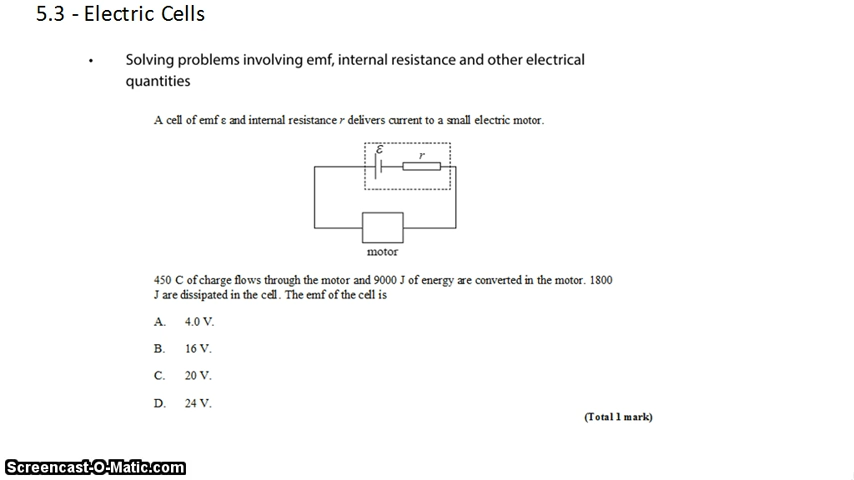 5.3 - Electric Cells
• Solving problems involving emf, internal resistance and other electrical
quantities
A cell of emf ε and internal resistance r delivers current to a small electric motor.
ε
r
motor
450 C of charge flows through the motor and 9000 J of energy are converted in the motor. 1800
J are dissipated in the cell. The emf of the cell is
A. 4.0 V.
B. 16 V.
C. 20 V.
D. 24 V.
(Total 1 mark)
Screencast-O-Matic.com